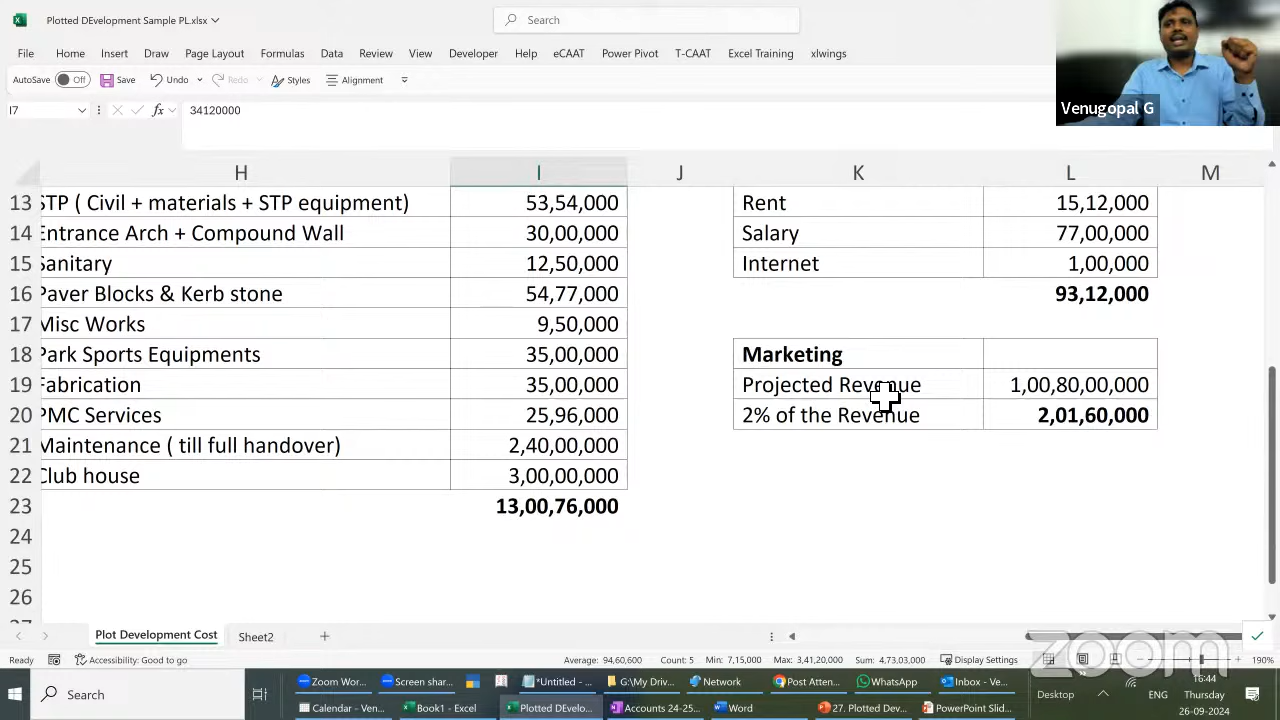 Plotted DEvelopment Sample PL.xlsx
Search
Venugopal G
File Home Insert Draw Page Layout Formulas Data Review View Developer Help eCAAT Power Pivot T-CAAT Excel Training xlwings
AutoSave Off Save Undo Redo Styles Alignment
I7 fx 34120000
H I J K L M
13 STP ( Civil + materials + STP equipment) 53,54,000 Rent 15,12,000
14 Entrance Arch + Compound Wall 30,00,000 Salary 77,00,000
15 Sanitary 12,50,000 Internet 1,00,000
16 Paver Blocks & Kerb stone 54,77,000 93,12,000
17 Misc Works 9,50,000
18 Park Sports Equipments 35,00,000 Marketing
19 Fabrication 35,00,000 Projected Revenue 1,00,80,00,000
20 PMC Services 25,96,000 2% of the Revenue 2,01,60,000
21 Maintenance ( till full handover) 2,40,00,000
22 Club house 3,00,00,000
23 13,00,76,000
24
25
26
Plot Development Cost Sheet2
zoom
Ready Accessibility: Good to go Average: 94,60,600 Count: 5 Min: 7,15,000 Max: 3,41,20,000 Sum: 4,73,03,000 Display Settings 190%
Zoom Wor... Screen shar... *Untitled - ... G:\My Driv... Network Post Atten... WhatsApp Inbox - Ve...
Search Desktop ENG 16:44 Thursday 26-09-2024
Calendar - Ven... Book1 - Excel Plotted DEvelo... Accounts 24-25... Word 27. Plotted Dev... PowerPoint Slid...